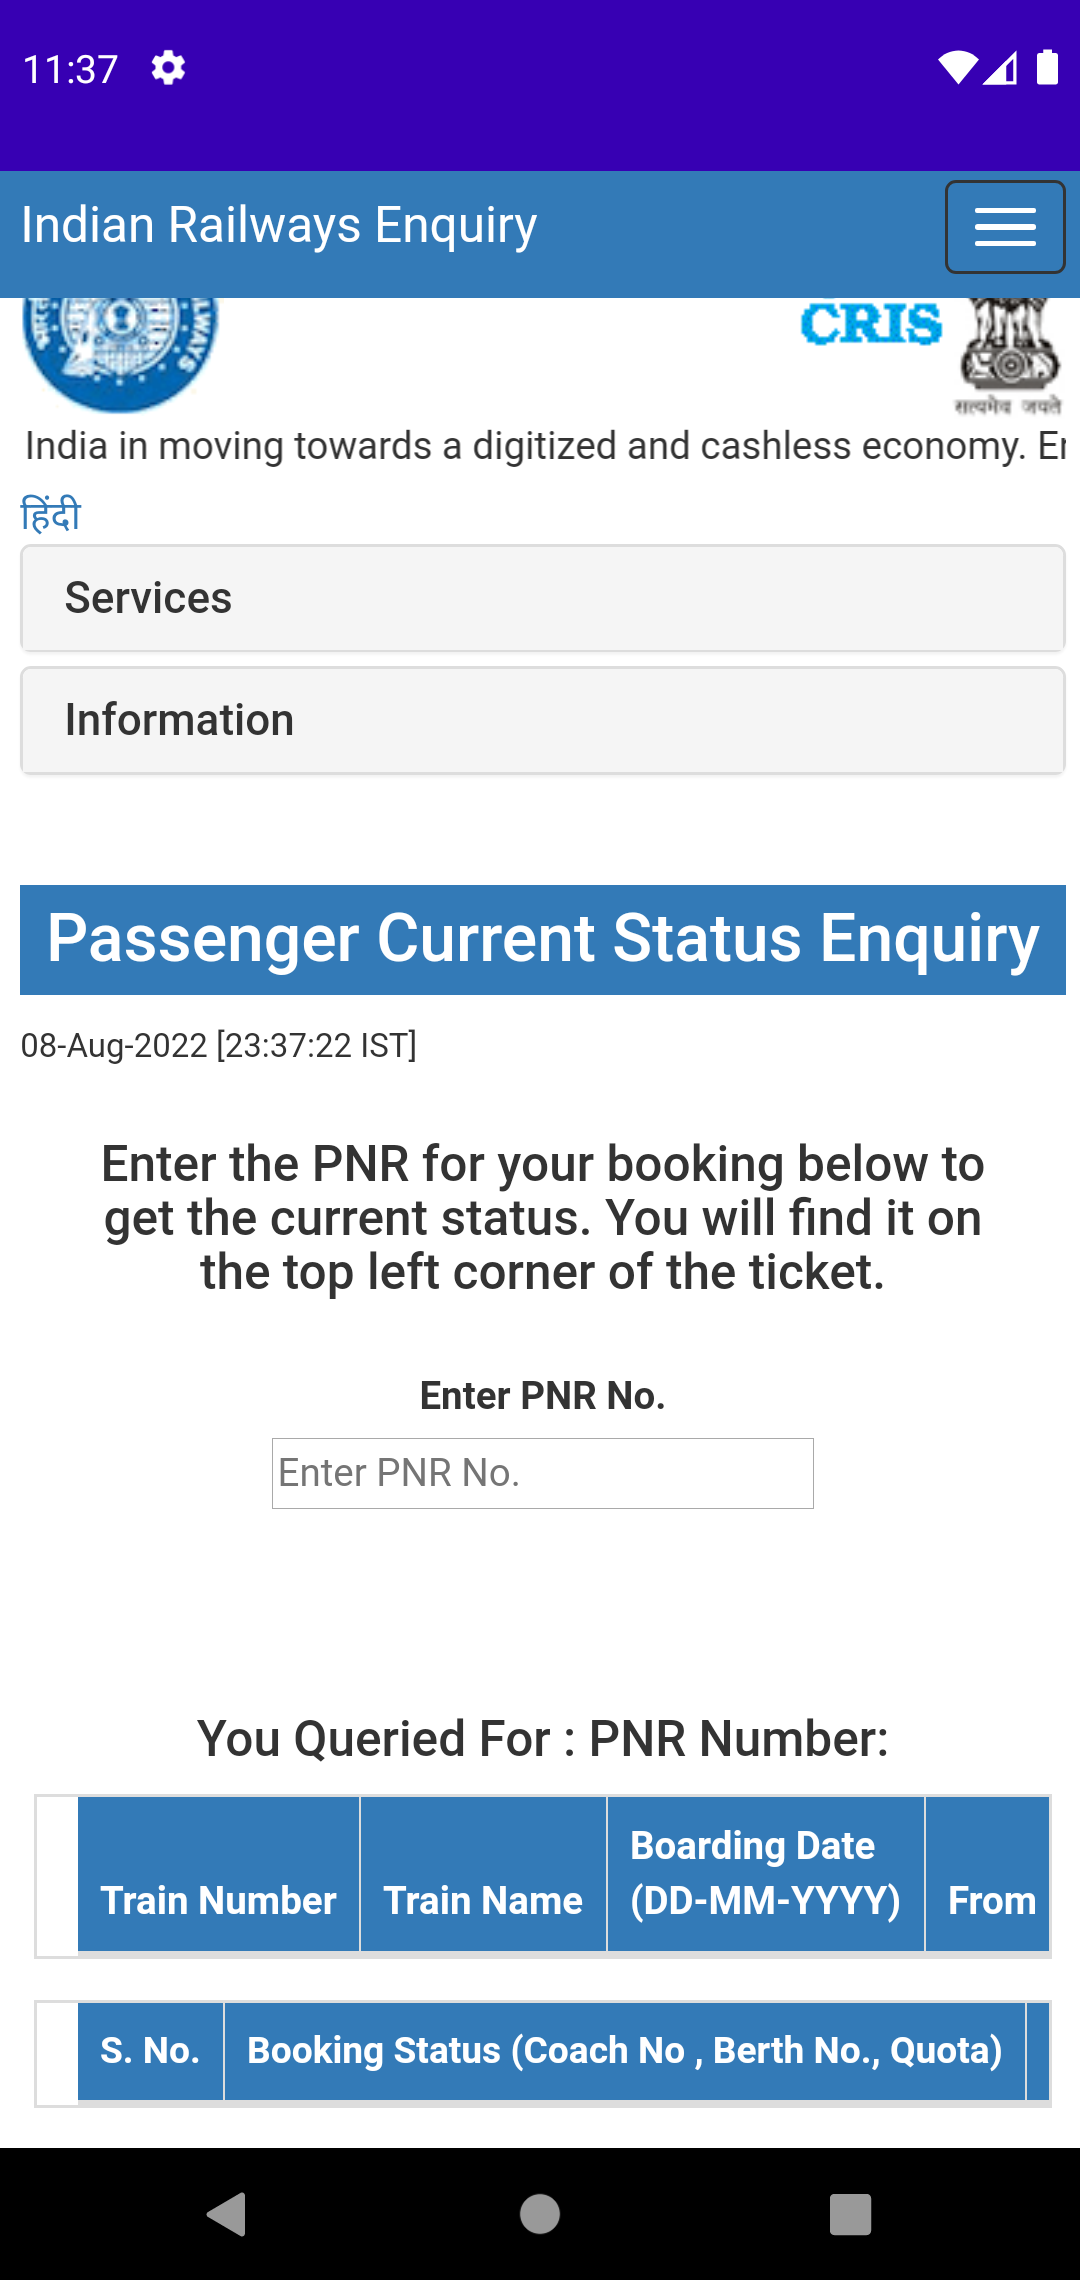 11:37
Indian Railways Enquiry
CRIS
सत्यमेव जयते
India in moving towards a digitized and cashless economy.
हिंदी
Services
Information
Passenger Current Status Enquiry
08-Aug-2022 [23:37:22 IST]
Enter the PNR for your booking below to
get the current status. You will find it on
the top left corner of the ticket.
Enter PNR No.
Enter PNR No.
You Queried For : PNR Number:
Train Number Train Name Boarding Date (DD-MM-YYYY) From
S. No. Booking Status (Coach No , Berth No., Quota)